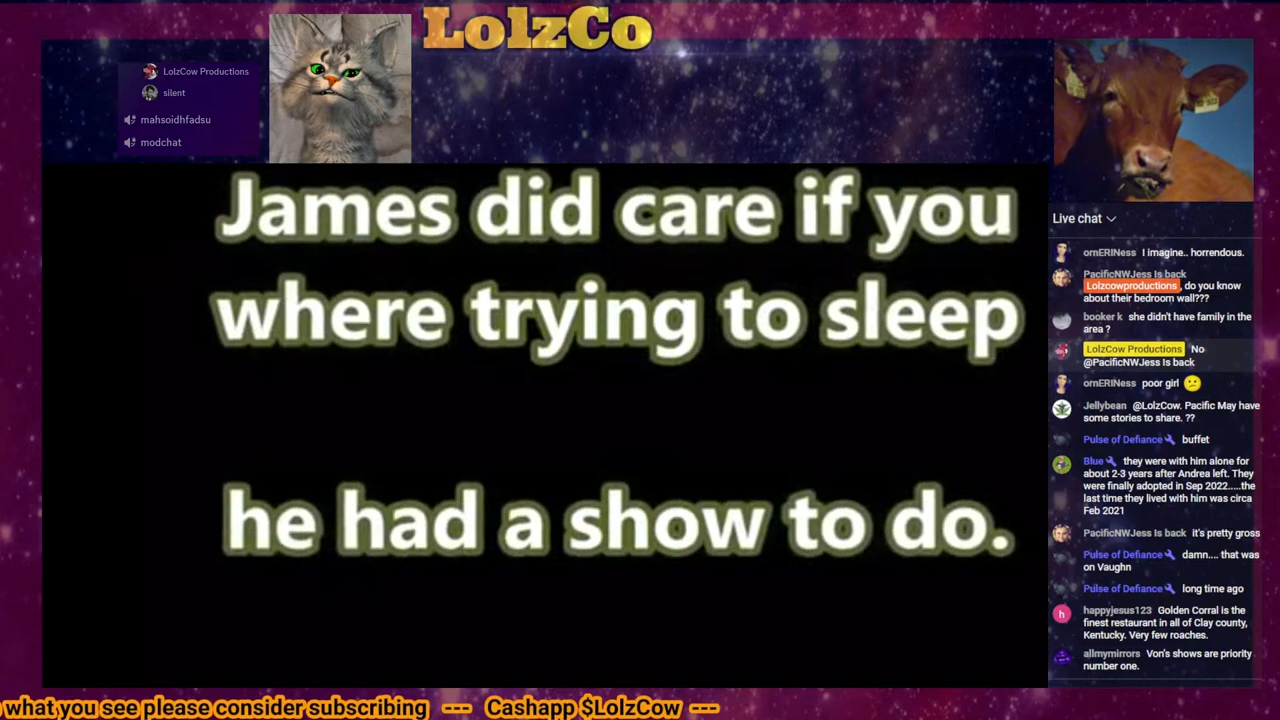 LolzCo
LolzCow Productions
silent
mahsoidhfadsu
modchat
James did care if you
where trying to sleep
he had a show to do.
Live chat
ornERINess I imagine.. horrendous.
PacificNWJess Is back
Lolzcowproductions , do you know
about their bedroom wall???
booker k she didn't have family in the
area ?
LolzCow Productions No
@PacificNWJess Is back
ornERINess poor girl
Jellybean @LolzCow. Pacific May have
some stories to share. ??
Pulse of Defiance buffet
Blue they were with him alone for
about 2-3 years after Andrea left. They
were finally adopted in Sep 2022.....the
last time they lived with him was circa
Feb 2021
PacificNWJess Is back it's pretty gross
Pulse of Defiance damn.... that was
on Vaughn
Pulse of Defiance long time ago
h
happyjesus123 Golden Corral is the
finest restaurant in all of Clay county,
Kentucky. Very few roaches.
allmymirrors Von's shows are priority
number one.
what you see please consider subscribing --- Cashapp $LolzCow ---